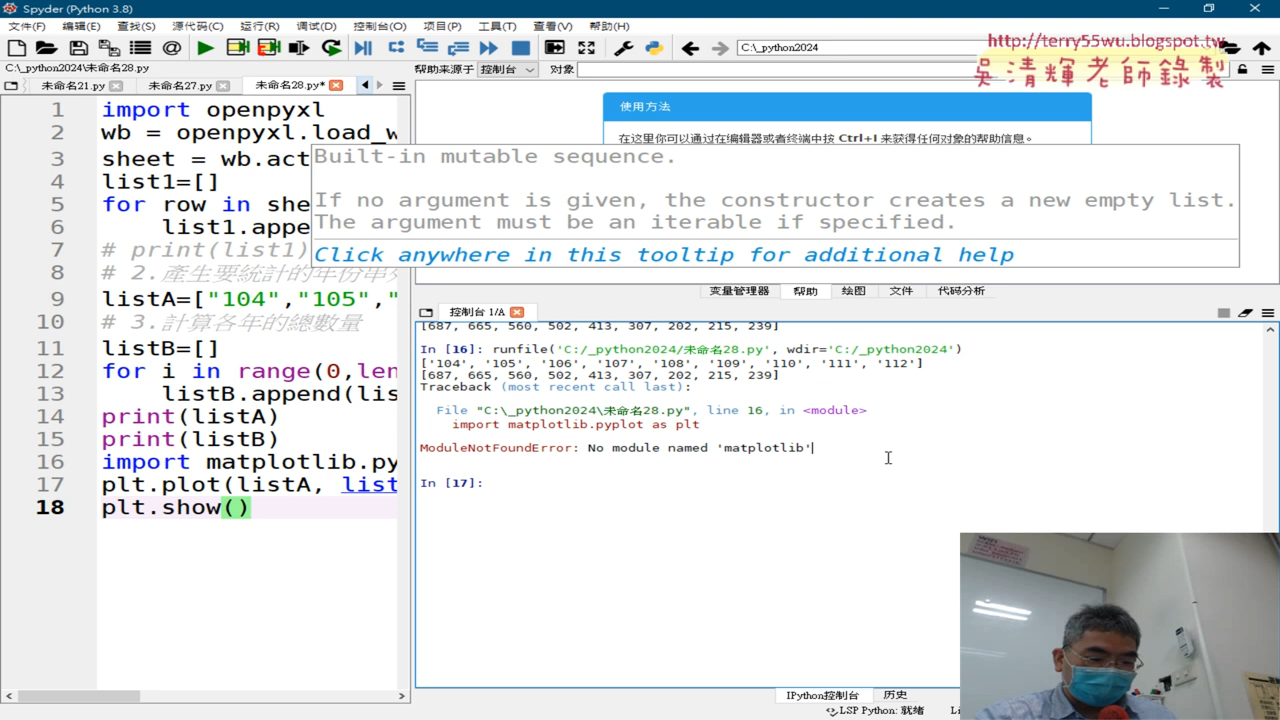 Spyder (Python 3.8)
文件(F) 编辑(E) 查找(S) 源代码(C) 运行(R) 调试(D) 控制台(O) 项目(P) 工具(T) 查看(V) 帮助(H)
C:\_python2024
http://terry55wu.blogspot.tw
吳清輝老師錄製
C:\_python2024\未命名28.py
未命名21.py 未命名27.py 未命名28.py*
帮助来源于 控制台 对象
使用方法
在这里你可以通过在编辑器或者终端中按 Ctrl+I 来获得任何对象的帮助信息。
1 import openpyxl
2 wb = openpyxl.load_w
3 sheet = wb.act
4 list1=[]
5 for row in she
6 list1.appe
7 # print(list1)
8 # 2.產生要統計的年份串列
9 listA=["104","105","
10 # 3.計算各年的總數量
11 listB=[]
12 for i in range(0,len
13 listB.append(lis
14 print(listA)
15 print(listB)
16 import matplotlib.py
17 plt.plot(listA, list
18 plt.show()
Built-in mutable sequence.
If no argument is given, the constructor creates a new empty list.
The argument must be an iterable if specified.
Click anywhere in this tooltip for additional help
变量管理器 帮助 绘图 文件 代码分析
控制台 1/A
[687, 665, 560, 502, 413, 307, 202, 215, 239]
In [16]: runfile('C:/_python2024/未命名28.py', wdir='C:/_python2024')
['104', '105', '106', '107', '108', '109', '110', '111', '112']
[687, 665, 560, 502, 413, 307, 202, 215, 239]
Traceback (most recent call last):
File "C:\_python2024\未命名28.py", line 16, in <module>
import matplotlib.pyplot as plt
ModuleNotFoundError: No module named 'matplotlib'
In [17]:
IPython控制台 历史
LSP Python: 就绪